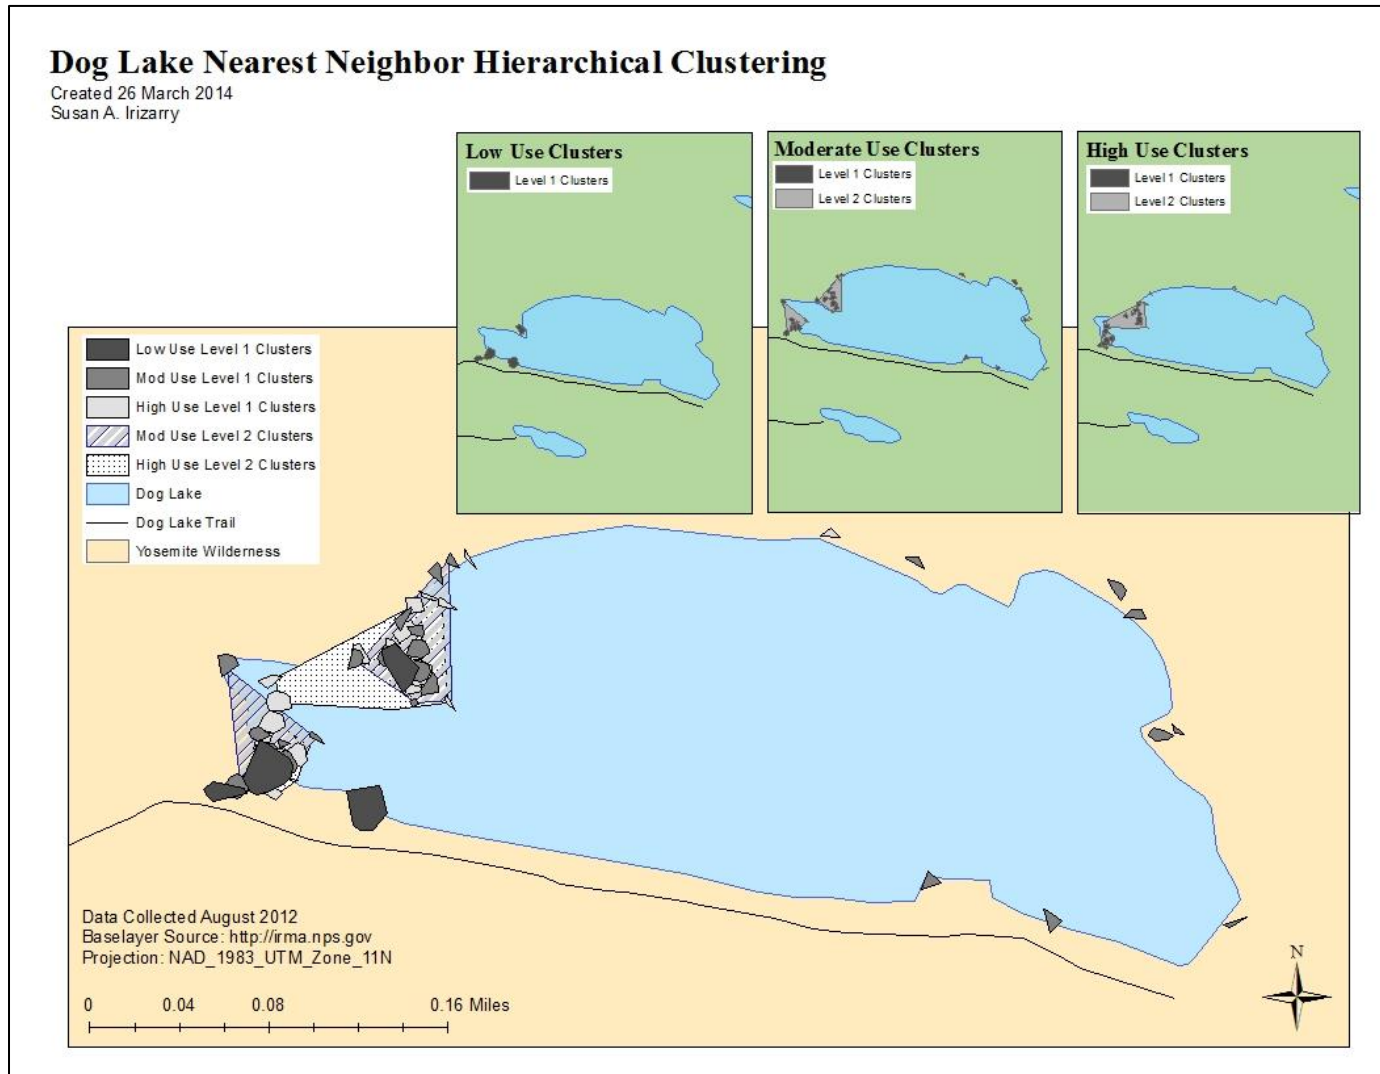 Dog Lake Nearest Neighbor Hierarchical Clustering
Created 26 March 2014
Susan A. Irizarry
Low Use Clusters
Level 1 Clusters
Moderate Use Clusters
Level 1 Clusters
Level 2 Clusters
High Use Clusters
Level 1 Clusters
Level 2 Clusters
Low Use Level 1 Clusters
Mod Use Level 1 Clusters
High Use Level 1 Clusters
Mod Use Level 2 Clusters
High Use Level 2 Clusters
Dog Lake
Dog Lake Trail
Yosemite Wilderness
Data Collected August 2012
Baselayer Source: http://irma.nps.gov
Projection: NAD_1983_UTM_Zone_11N
0 0.04 0.08 0.16 Miles
N